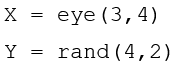 X = eye(3,4)
Y = rand(4,2)